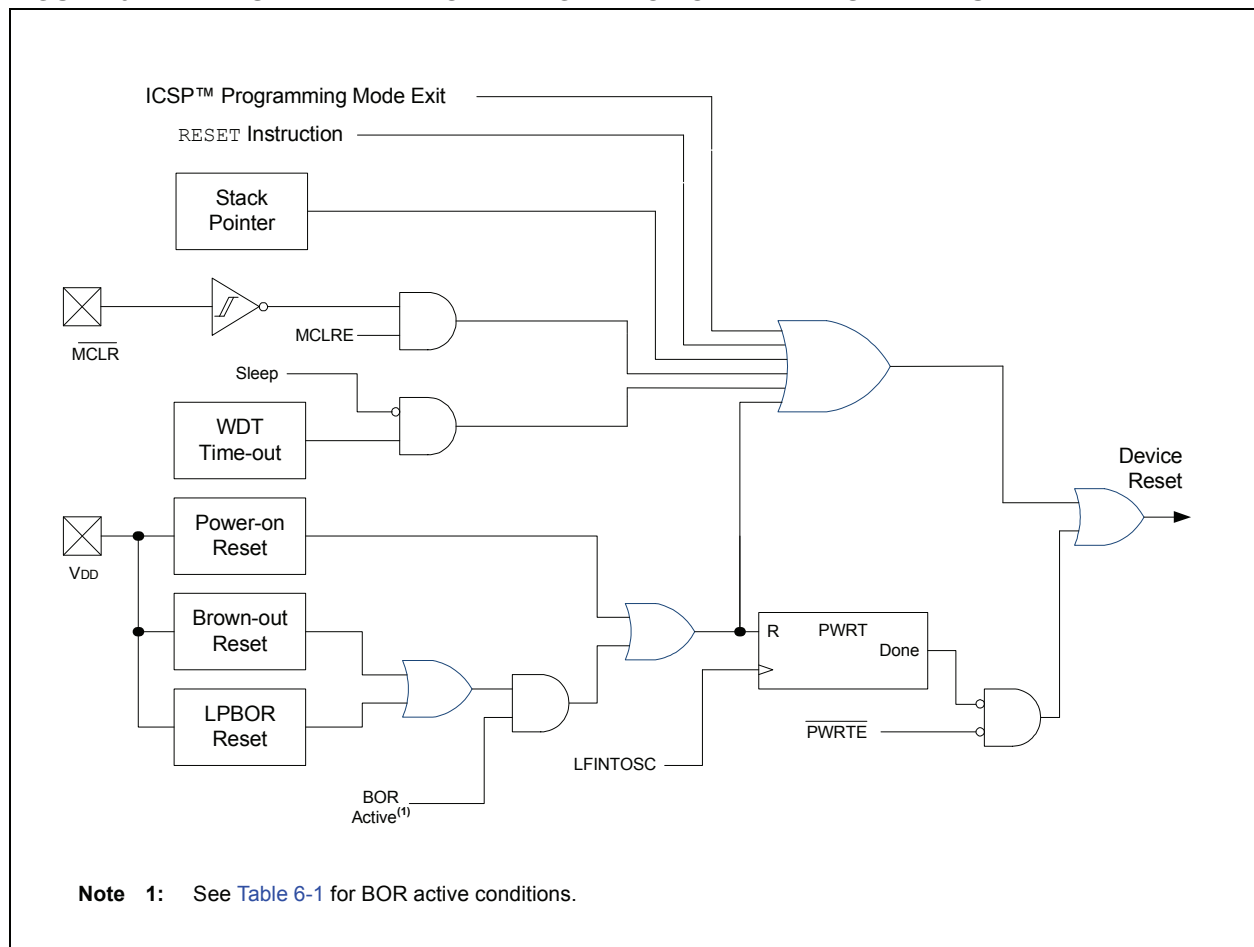 ICSP™ Programming Mode Exit
RESET Instruction
Stack
Pointer
MCLR
MCLRE
Sleep
WDT
Time-out
Device
Reset
VDD
Power-on
Reset
Brown-out
Reset
LPBOR
Reset
R PWRT
Done
PWRTE
LFINTOSC
BOR
Active(1)
Note 1: See Table 6-1 for BOR active conditions.